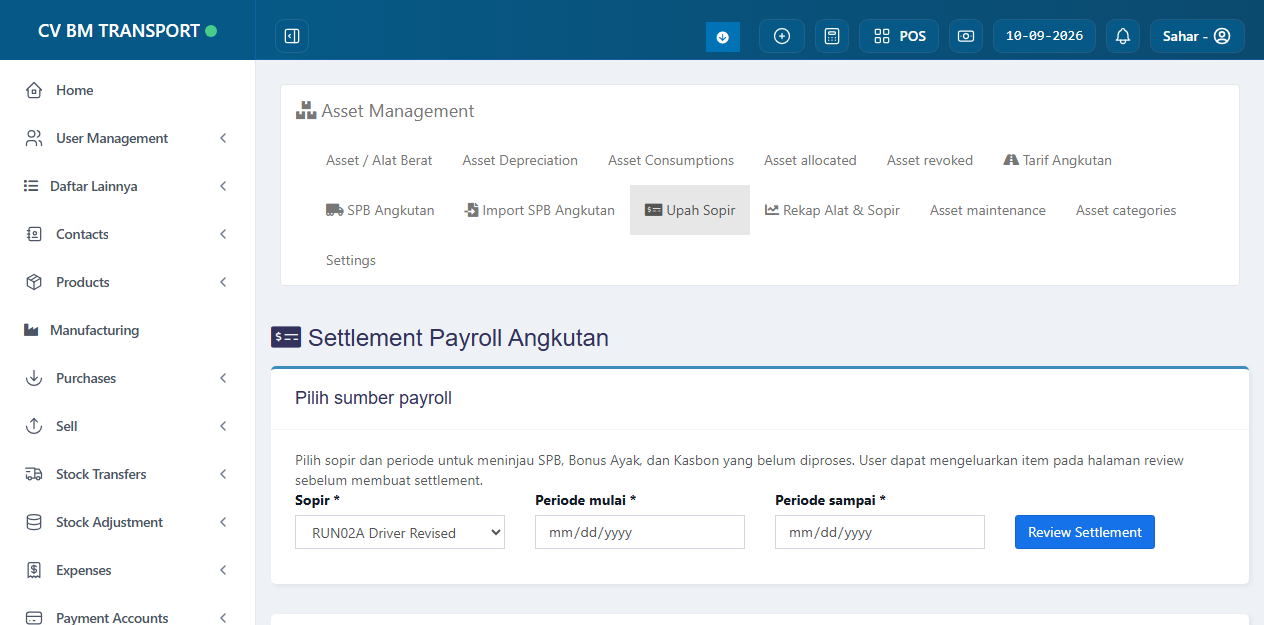 CV BM TRANSPORT
POS
10-09-2026
Sahar -
Home
User Management
Daftar Lainnya
Contacts
Products
Manufacturing
Purchases
Sell
Stock Transfers
Stock Adjustment
Expenses
Payment Accounts
Asset Management
Asset / Alat Berat Asset Depreciation Asset Consumptions Asset allocated Asset revoked Tarif Angkutan
SPB Angkutan Import SPB Angkutan Upah Sopir Rekap Alat & Sopir Asset maintenance Asset categories
Settings
Settlement Payroll Angkutan
Pilih sumber payroll
Pilih sopir dan periode untuk meninjau SPB, Bonus Ayak, dan Kasbon yang belum diproses. User dapat mengeluarkan item pada halaman review
sebelum membuat settlement.
Sopir * Periode mulai * Periode sampai *
RUN02A Driver Revised mm/dd/yyyy mm/dd/yyyy Review Settlement